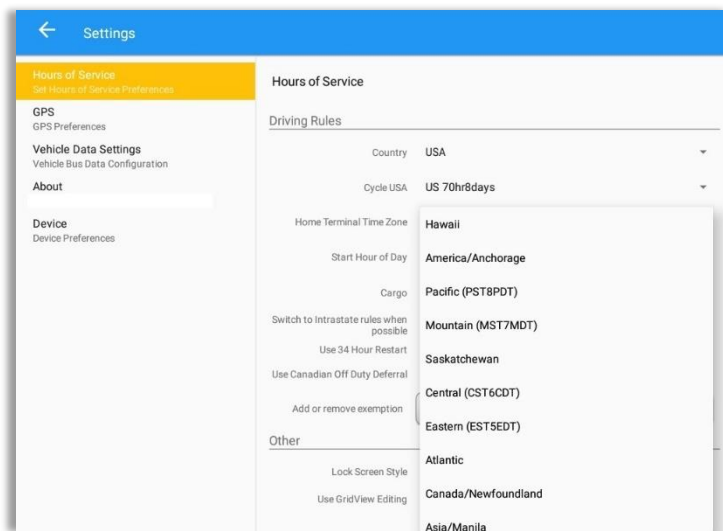 Settings
Hours of Service
Set Hours of Service Preferences
GPS
GPS Preferences
Vehicle Data Settings
Vehicle Bus Data Configuration
About
Device
Device Preferences
Hours of Service
Driving Rules
Country USA
Cycle USA US 70hr8days
Home Terminal Time Zone
Start Hour of Day
Cargo
Switch to Intrastate rules when
possible
Use 34 Hour Restart
Use Canadian Off Duty Deferral
Add or remove exemption
Other
Lock Screen Style
Use GridView Editing
Hawaii
America/Anchorage
Pacific (PST8PDT)
Mountain (MST7MDT)
Saskatchewan
Central (CST6CDT)
Eastern (EST5EDT)
Atlantic
Canada/Newfoundland
Asia/Manila